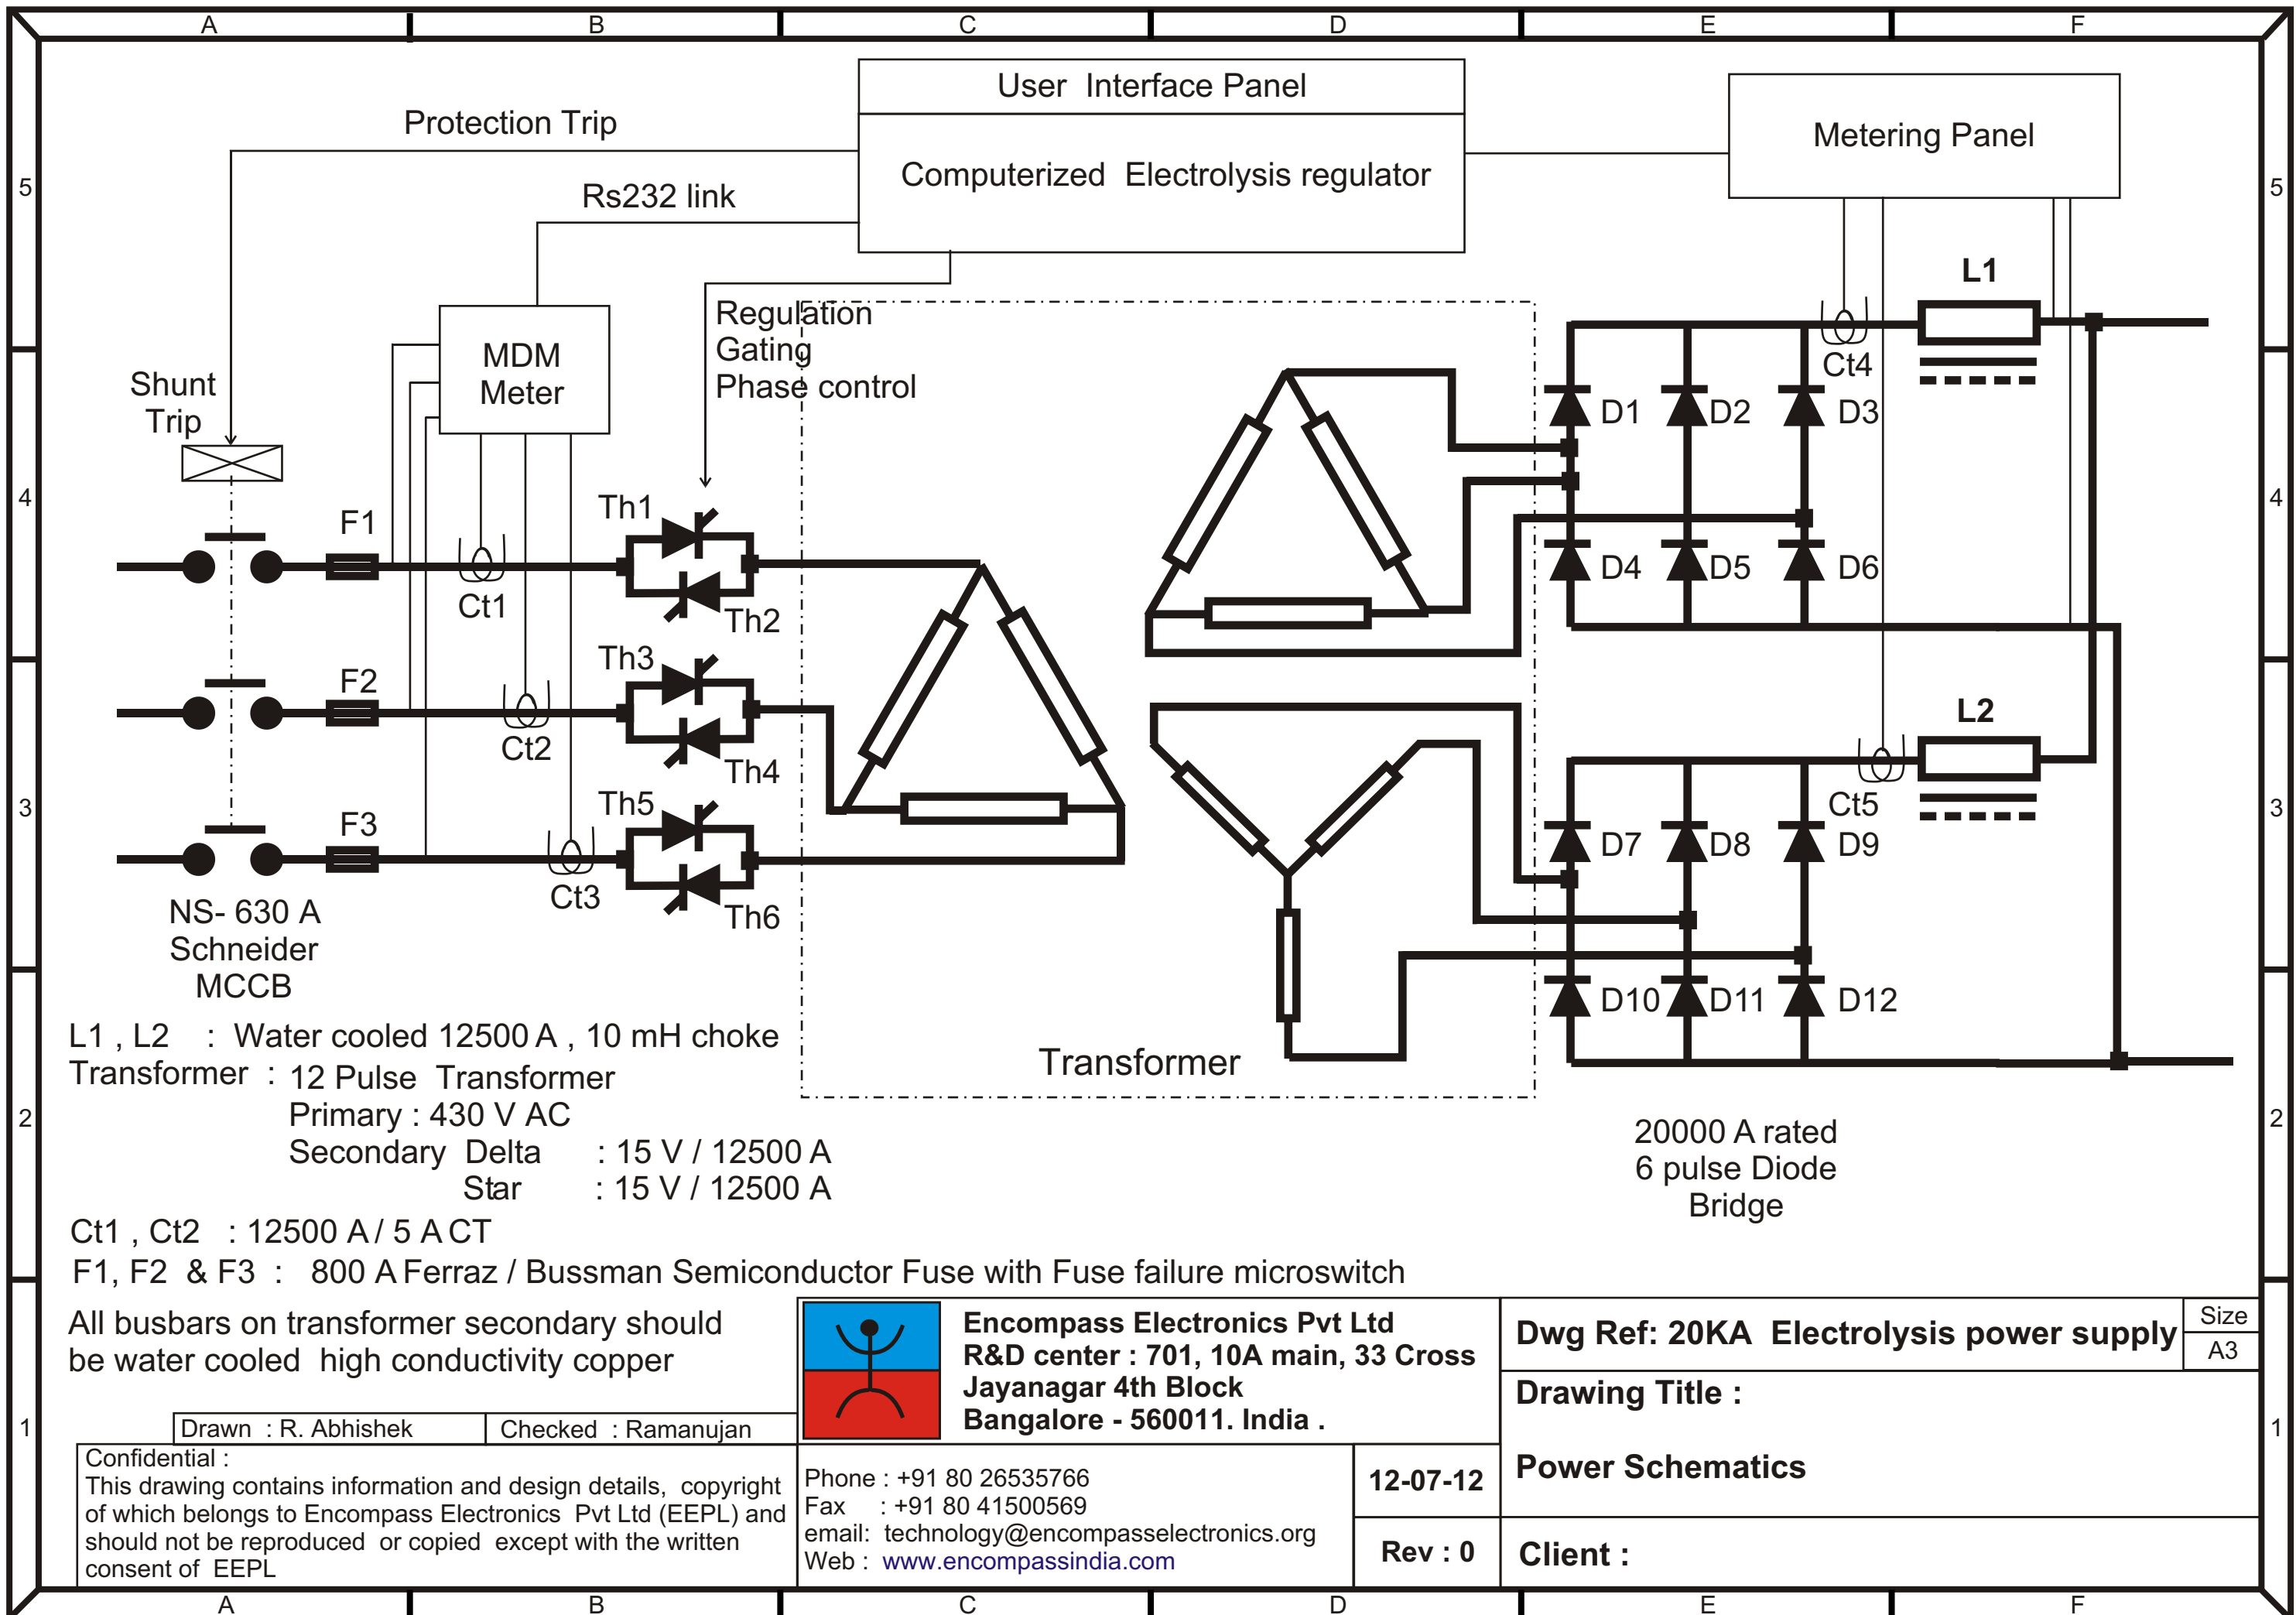 A B C D E F
User Interface Panel
Computerized Electrolysis regulator
Metering Panel
Protection Trip
Rs232 link
5
5
Regulation
Gating
Phase control
MDM
Meter
Shunt
Trip
L1
Ct4
D1 D2 D3
4
4
F1
Th1
Ct1
Th2
D4 D5 D6
F2
Th3
Ct2
Th4
L2
3
3
F3
Th5
Ct3
Th6
Ct5
D7 D8 D9
NS- 630 A
Schneider
MCCB
D10 D11 D12
Transformer
L1 , L2 : Water cooled 12500 A , 10 mH choke
Transformer : 12 Pulse Transformer
Primary : 430 V AC
Secondary Delta : 15 V / 12500 A
Star : 15 V / 12500 A
2
2
20000 A rated
6 pulse Diode
Bridge
Ct1 , Ct2 : 12500 A / 5 A CT
F1, F2 & F3 : 800 A Ferraz / Bussman Semiconductor Fuse with Fuse failure microswitch
All busbars on transformer secondary should
be water cooled high conductivity copper
1
1
Drawn : R. Abhishek
Checked : Ramanujan
Confidential :
This drawing contains information and design details, copyright
of which belongs to Encompass Electronics Pvt Ltd (EEPL) and
should not be reproduced or copied except with the written
consent of EEPL
Encompass Electronics Pvt Ltd
R&D center : 701, 10A main, 33 Cross
Jayanagar 4th Block
Bangalore - 560011. India .
Phone : +91 80 26535766
Fax : +91 80 41500569
email: technology@encompasselectronics.org
Web : www.encompassindia.com
12-07-12
Rev : 0
Dwg Ref: 20KA Electrolysis power supply
Size
A3
Drawing Title :
Power Schematics
Client :
A B C D E F